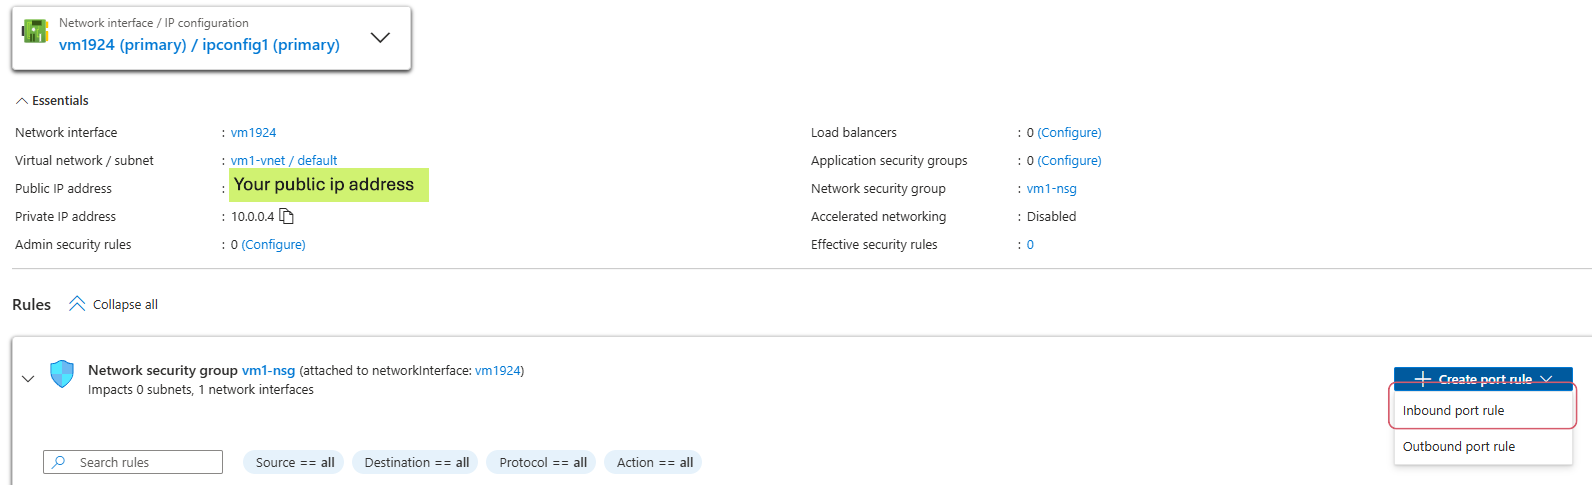 Network interface / IP configuration
vm1924 (primary) / ipconfig1 (primary)
Essentials
Network interface : vm1924
Virtual network / subnet : vm1-vnet / default
Public IP address : Your public ip address
Private IP address : 10.0.0.4
Admin security rules : 0 (Configure)
Load balancers : 0 (Configure)
Application security groups : 0 (Configure)
Network security group : vm1-nsg
Accelerated networking : Disabled
Effective security rules : 0
Rules Collapse all
Network security group vm1-nsg (attached to networkInterface: vm1924)
Impacts 0 subnets, 1 network interfaces
Create port rule
Inbound port rule
Outbound port rule
Search rules Source == all Destination == all Protocol == all Action == all